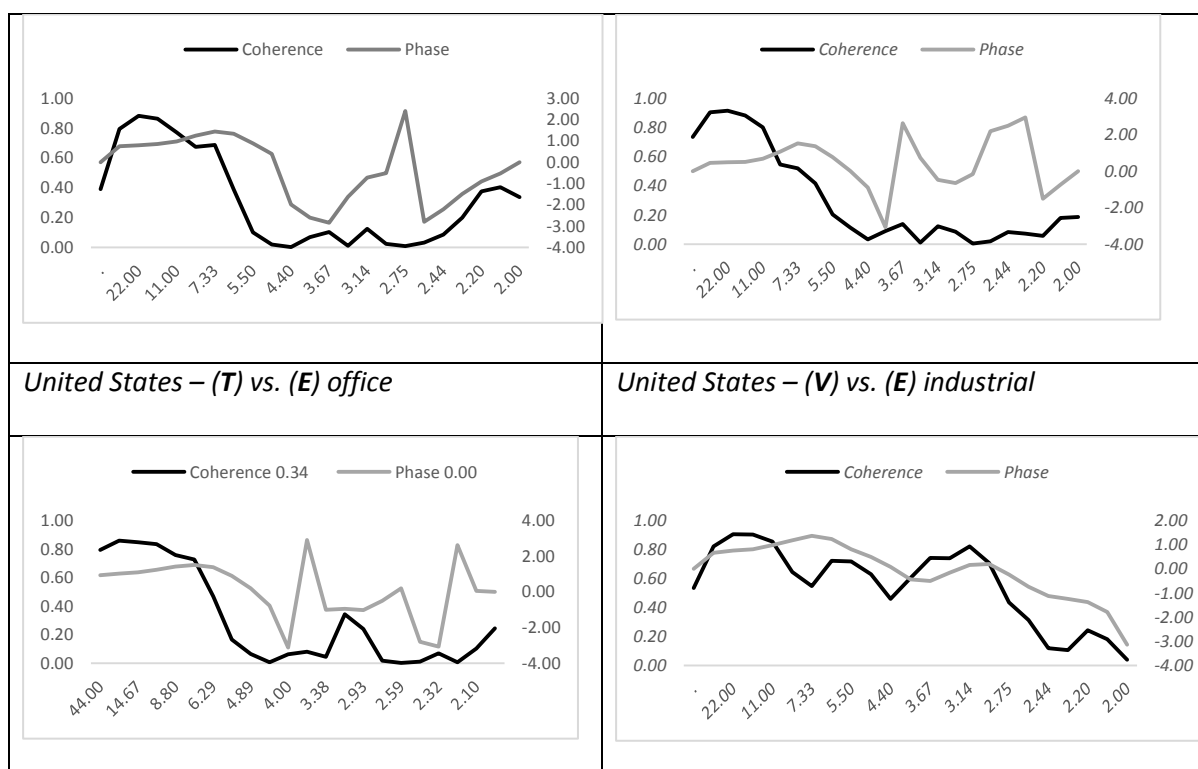 Coherence Phase
1.00 3.00
0.80 2.00
0.60 1.00
0.40 0.00
0.20 -1.00
0.00 -2.00
-3.00
-4.00
. 22.00 11.00 7.33 5.50 4.40 3.67 3.14 2.75 2.44 2.20 2.00
Coherence Phase
1.00 4.00
0.80 2.00
0.60 0.00
0.40 -2.00
0.20 -4.00
0.00
. 22.00 11.00 7.33 5.50 4.40 3.67 3.14 2.75 2.44 2.20 2.00
United States – (T) vs. (E) office
United States – (V) vs. (E) industrial
Coherence 0.34 Phase 0.00
1.00 4.00
0.80 2.00
0.60 0.00
0.40 -2.00
0.20 -4.00
0.00
44.00 14.67 8.80 6.29 4.89 4.00 3.38 2.93 2.59 2.32 2.10
Coherence Phase
1.00 2.00
0.80 1.00
0.60 0.00
0.40 -1.00
0.20 -2.00
0.00 -3.00
-4.00
. 22.00 11.00 7.33 5.50 4.40 3.67 3.14 2.75 2.44 2.20 2.00